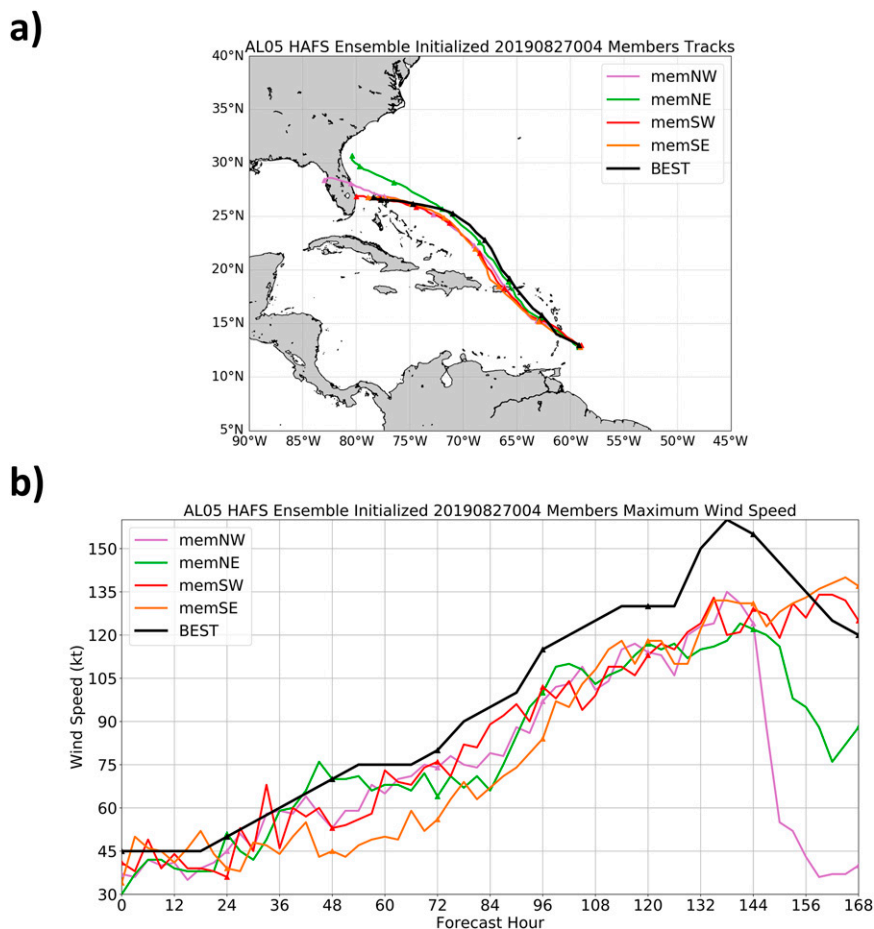 a)
AL05 HAFS Ensemble Initialized 20190827004 Members Tracks
40°N
35°N
30°N
25°N
20°N
15°N
10°N
5°N
90°W 85°W 80°W 75°W 70°W 65°W 60°W 55°W 50°W 45°W
memNW
memNE
memSW
memSE
BEST
b)
AL05 HAFS Ensemble Initialized 20190827004 Members Maximum Wind Speed
memNW
memNE
memSW
memSE
BEST
Wind Speed (kt)
150
135
120
105
90
75
60
45
30
0 12 24 36 48 60 72 84 96 108 120 132 144 156 168
Forecast Hour